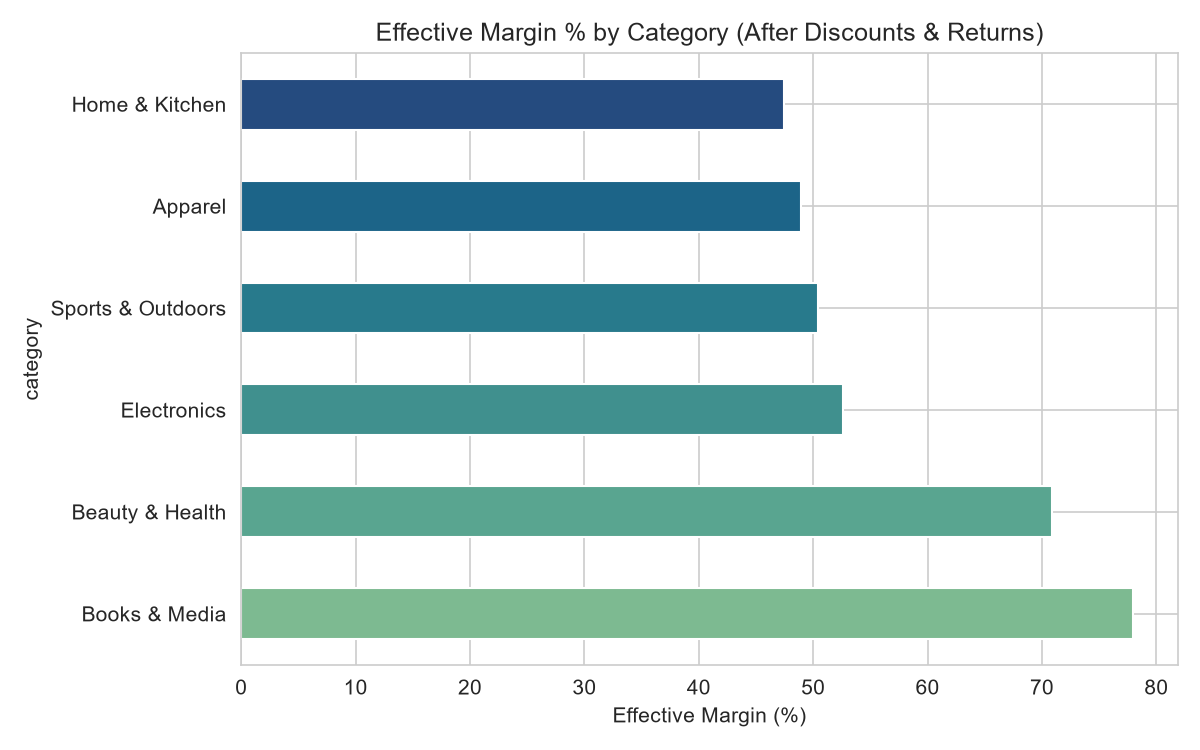 Effective Margin % by Category (After Discounts & Returns)
Home & Kitchen
Apparel
Sports & Outdoors
Electronics
Beauty & Health
Books & Media
category
0 10 20 30 40 50 60 70 80
Effective Margin (%)